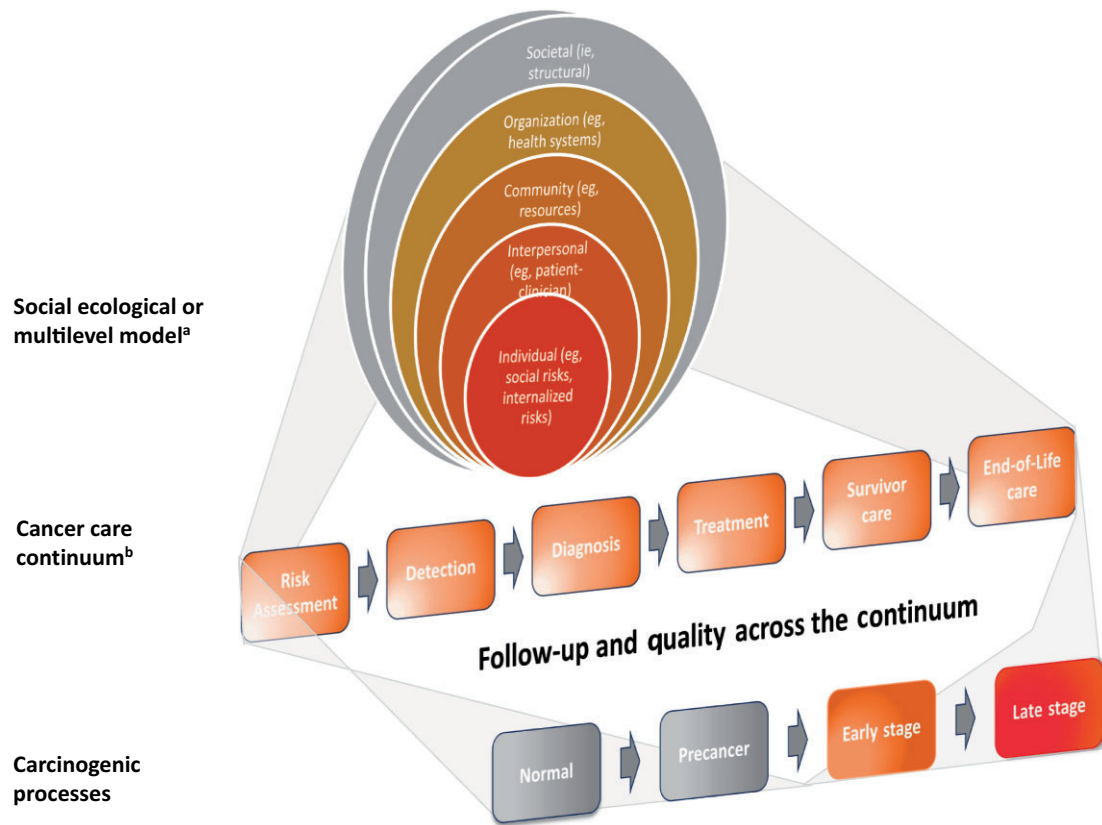 Societal (ie,
structural)
Organization (eg,
health systems)
Community (eg,
resources)
Interpersonal
(eg, patient-
clinician)
Individual (eg,
social risks,
internalized
risks)
Social ecological or
multilevel modelᵃ
Cancer care
continuumᵇ
Risk
Assessment
Detection
Diagnosis
Treatment
Survivor
care
End-of-Life
care
Follow-up and quality across the continuum
Carcinogenic
processes
Normal
Precancer
Early stage
Late stage